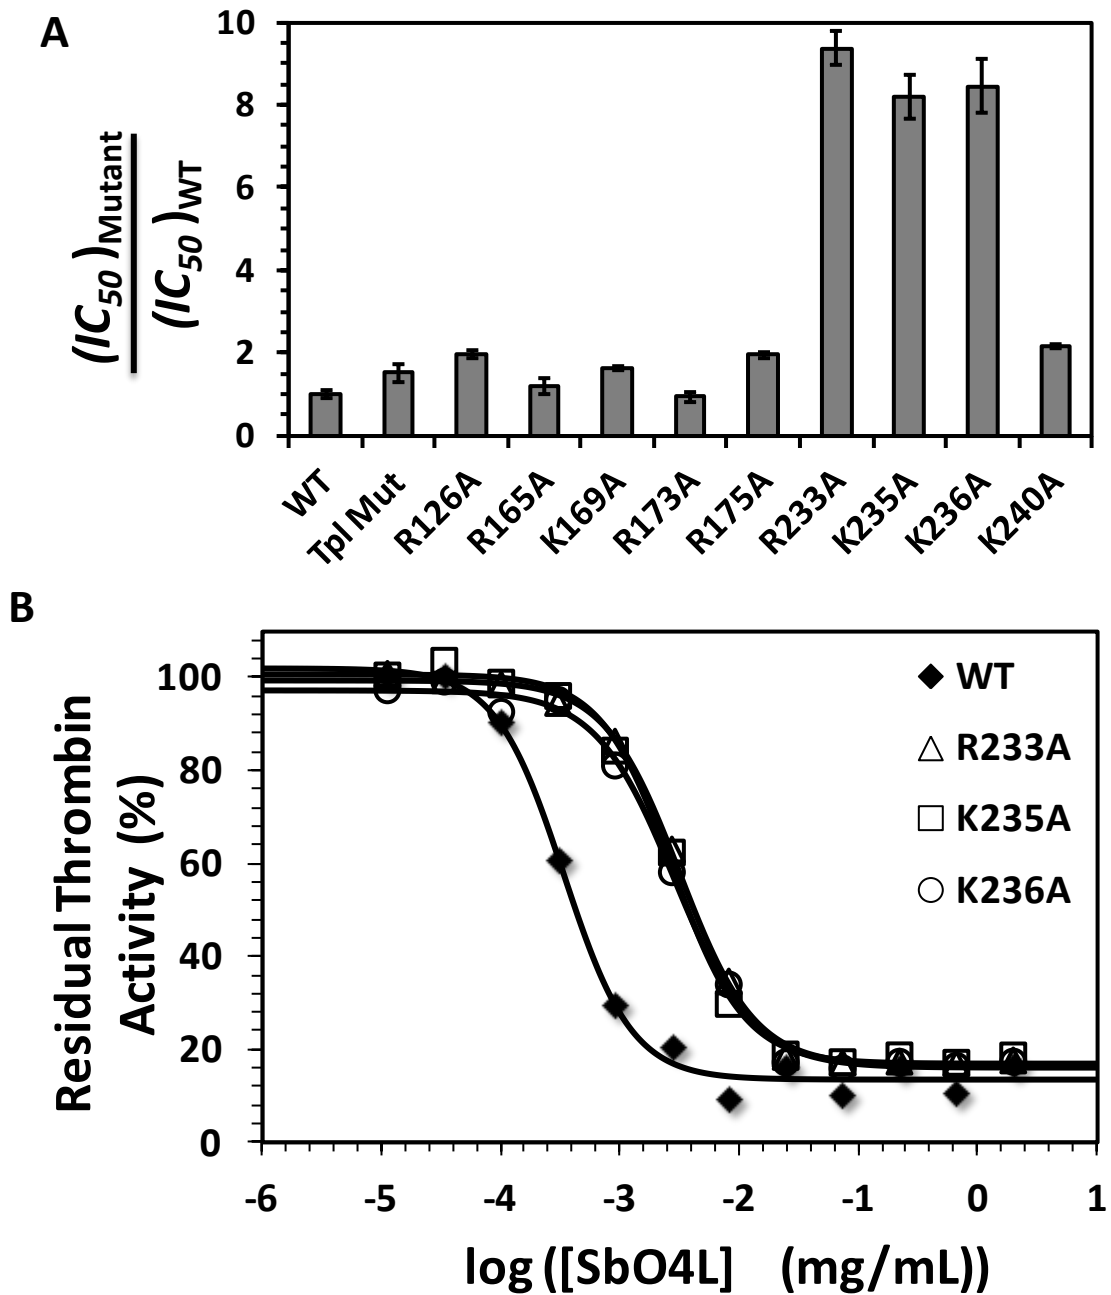 A
(IC50)Mutant
(IC50)WT
10
8
6
4
2
0
WT
Tpl Mut
R126A
R165A
K169A
R173A
R175A
R233A
K235A
K236A
K240A
B
Residual Thrombin
Activity (%)
100
80
60
40
20
0
WT
R233A
K235A
K236A
-6
-5
-4
-3
-2
-1
0
1
log ([SbO4L] (mg/mL))